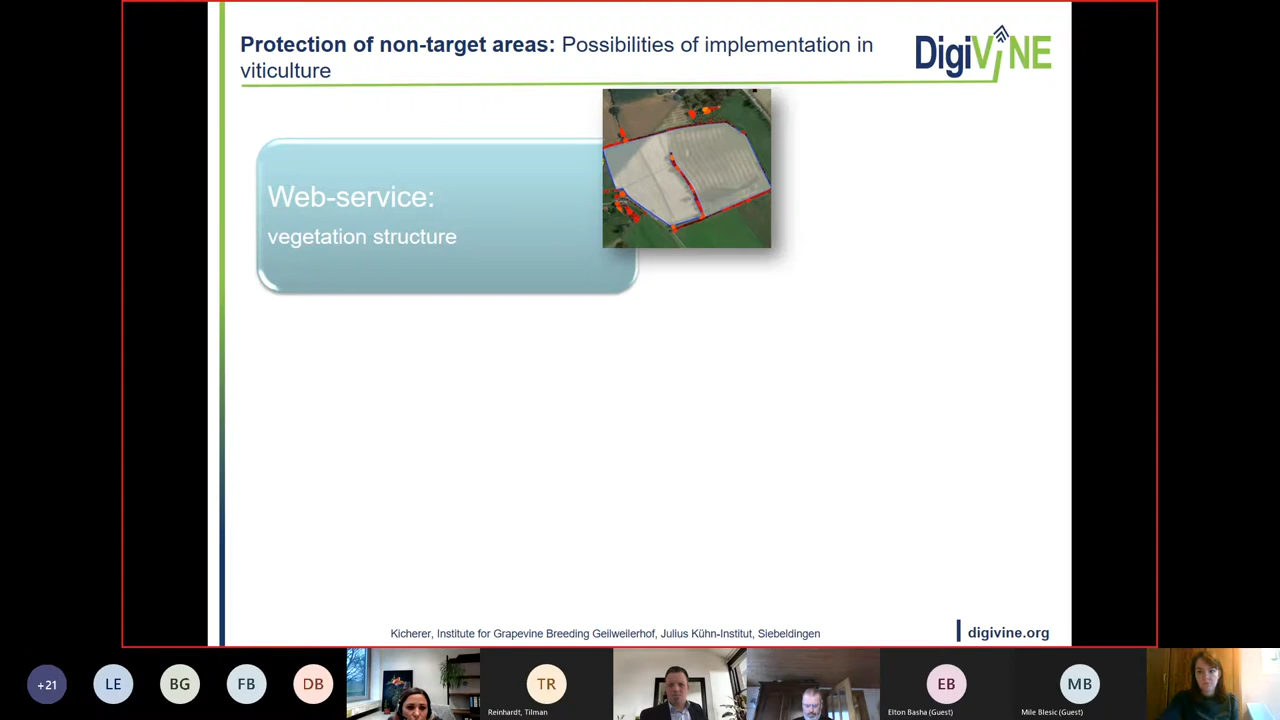 Protection of non-target areas: Possibilities of implementation in
viticulture
DigiViNE
Web-service:
vegetation structure
Kicherer, Institute for Grapevine Breeding Geilweilerhof, Julius Kühn-Institut, Siebeldingen
digivine.org
+21
LE
BG
FB
DB
TR
Reinhardt, Tilman
EB
Elton Basha (Guest)
MB
Mile Blesic (Guest)